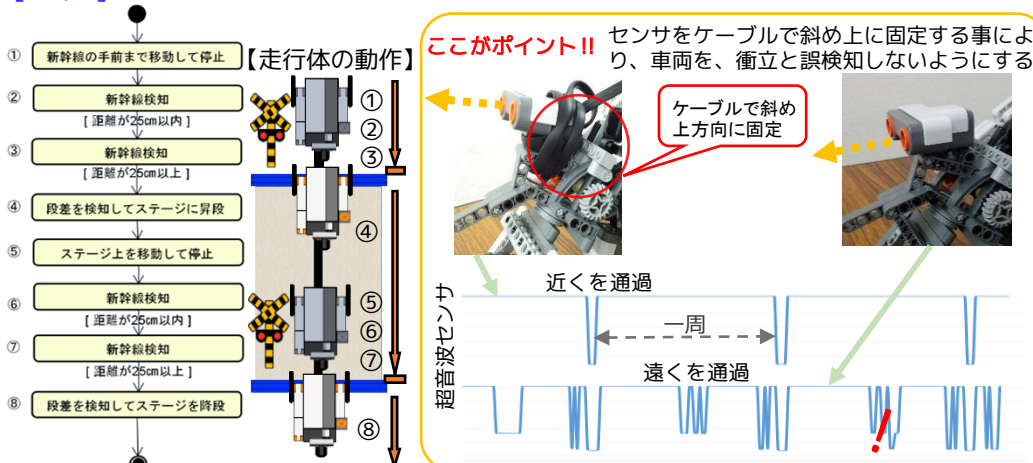 ① 新幹線の手前まで移動して停止
② 新幹線検知
[ 距離が25cm以内 ]
③ 新幹線検知
[ 距離が25cm以上 ]
④ 段差を検知してステージに昇段
⑤ ステージ上を移動して停止
⑥ 新幹線検知
[ 距離が25cm以内 ]
⑦ 新幹線検知
[ 距離が25cm以上 ]
⑧ 段差を検知してステージを降段
【走行体の動作】
①
②
③
④
⑤
⑥
⑦
⑧
ここがポイント!!
センサをケーブルで斜め上に固定する事によ
り、車両を、衝立と誤検知しないようにする
ケーブルで斜め
上方向に固定
超音波センサ
近くを通過
一周
遠くを通過
!